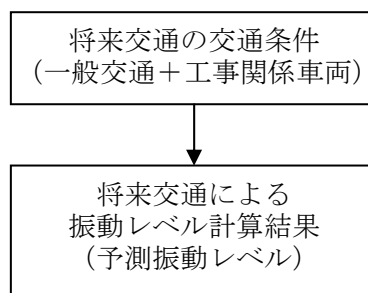 将来交通の交通条件
（一般交通＋工事関係車両）
将来交通による
振動レベル計算結果
（予測振動レベル）